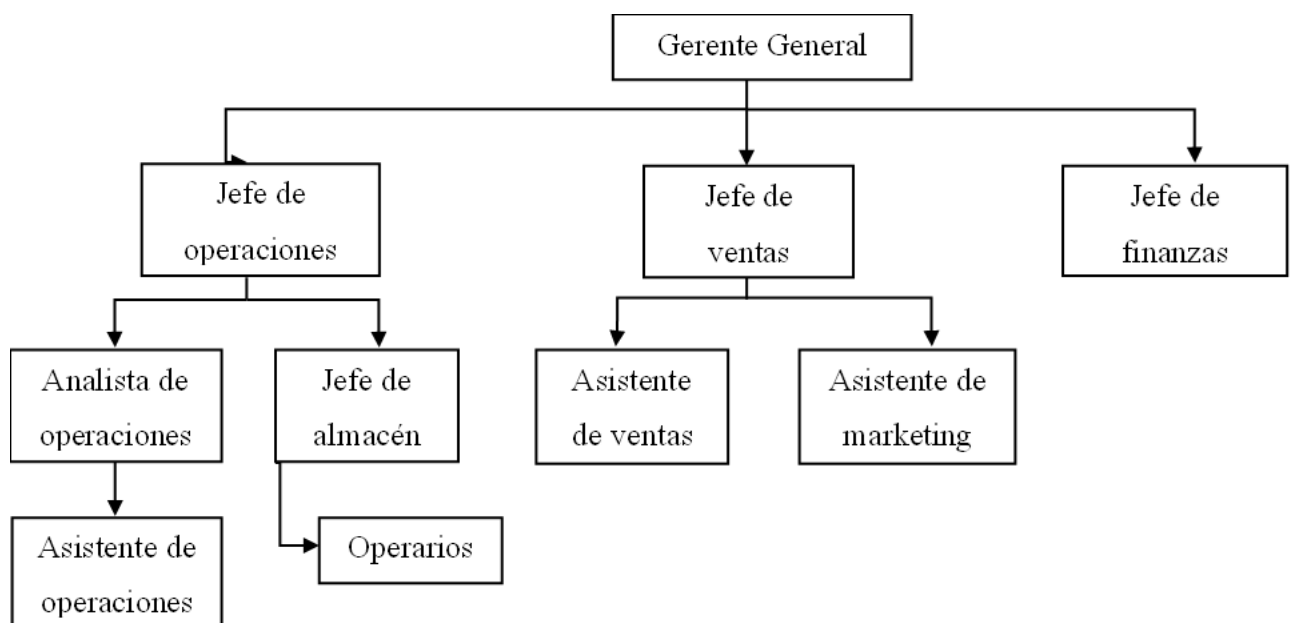 Gerente General
Jefe de
operaciones
Jefe de
ventas
Jefe de
finanzas
Analista de
operaciones
Jefe de
almacén
Asistente
de ventas
Asistente de
marketing
Asistente de
operaciones
Operarios